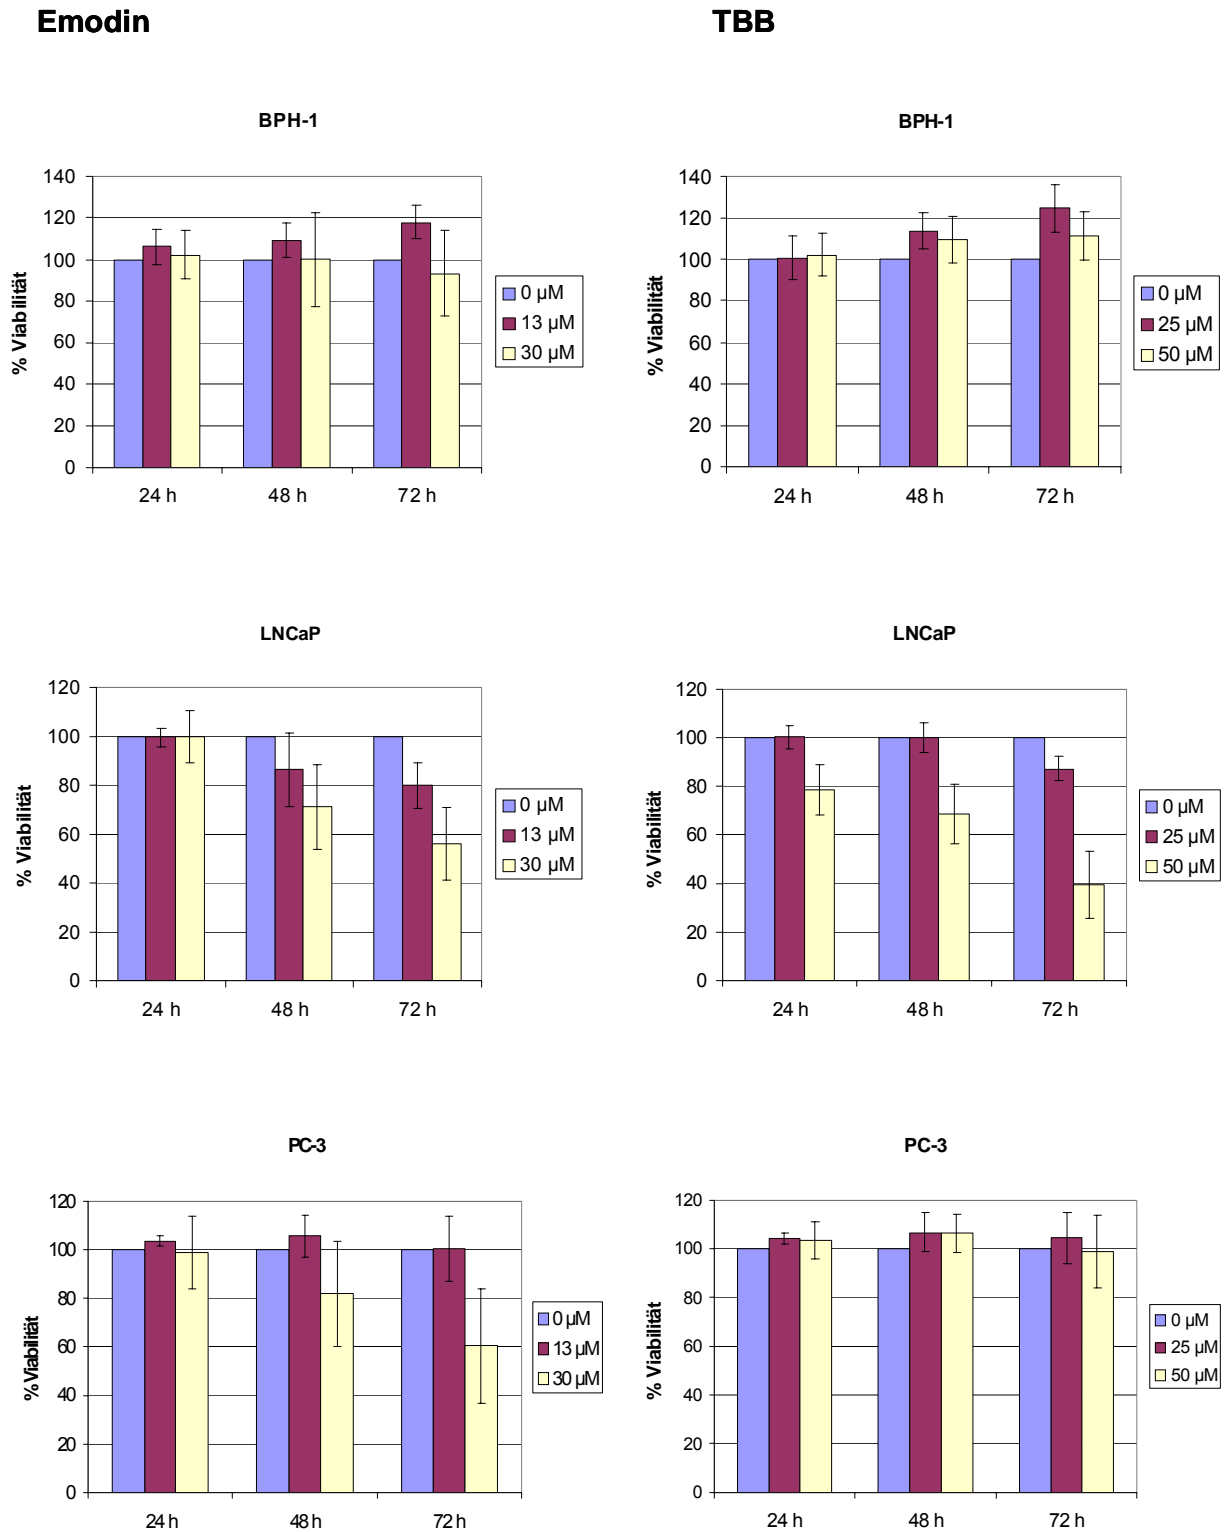 Emodin
TBB
BPH-1
140
120
100
80
60
40
20
0
% Viabilität
24 h
48 h
72 h
0 µM
13 µM
30 µM
BPH-1
140
120
100
80
60
40
20
0
% Viabilität
24 h
48 h
72 h
0 µM
25 µM
50 µM
LNCaP
120
100
80
60
40
20
0
% Viabilität
24 h
48 h
72 h
0 µM
13 µM
30 µM
LNCaP
120
100
80
60
40
20
0
% Viabilität
24 h
48 h
72 h
0 µM
25 µM
50 µM
PC-3
120
100
80
60
40
20
0
% Viabilität
24 h
48 h
72 h
0 µM
13 µM
30 µM
PC-3
120
100
80
60
40
20
0
% Viabilität
24 h
48 h
72 h
0 µM
25 µM
50 µM